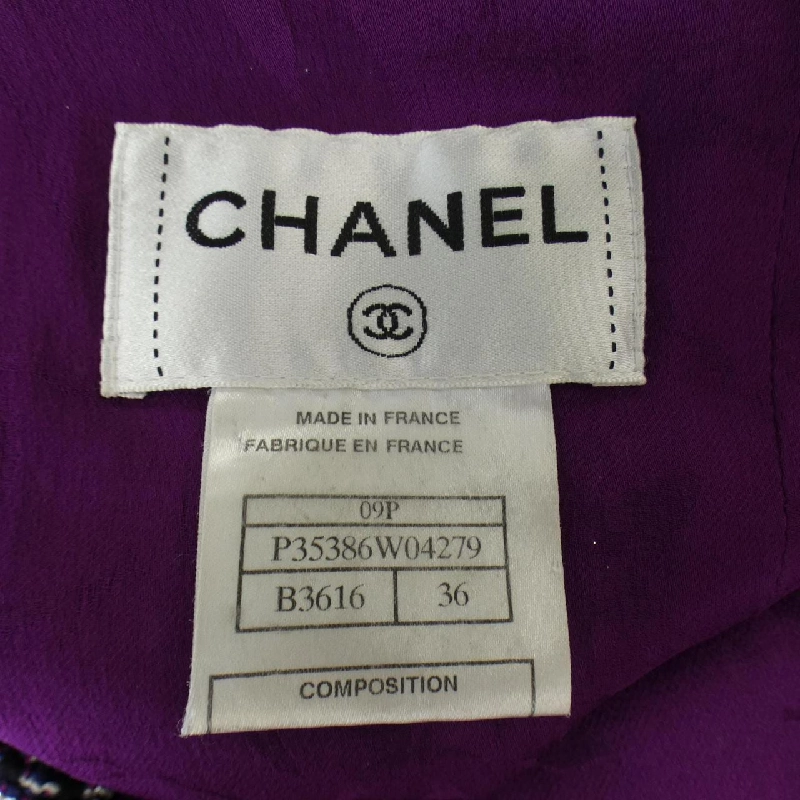 CHANEL
MADE IN FRANCE
FABRIQUE EN FRANCE
09P
P35386W04279
B3616 36
COMPOSITION